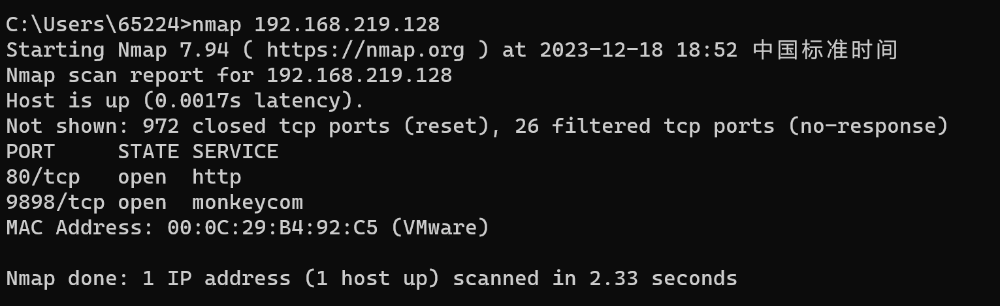 C:\Users\65224>nmap 192.168.219.128
Starting Nmap 7.94 ( https://nmap.org ) at 2023-12-18 18:52 中国标准时间
Nmap scan report for 192.168.219.128
Host is up (0.0017s latency).
Not shown: 972 closed tcp ports (reset), 26 filtered tcp ports (no-response)
PORT     STATE SERVICE
80/tcp   open  http
9898/tcp open  monkeycom
MAC Address: 00:0C:29:B4:92:C5 (VMware)
Nmap done: 1 IP address (1 host up) scanned in 2.33 seconds